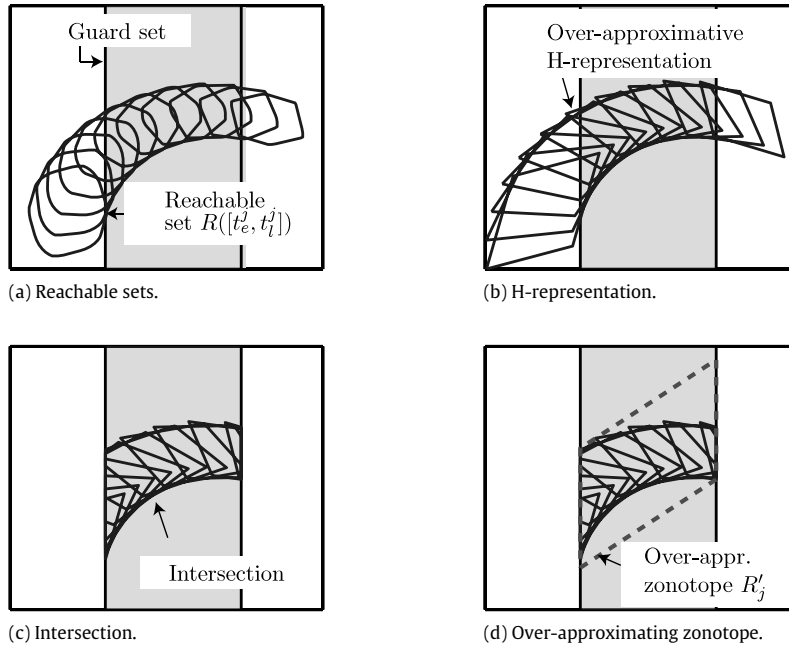 Guard set
Reachable
set $R([t_e^j, t_l^j])$
(a) Reachable sets.
Over-approximative
H-representation
(b) H-representation.
Intersection
(c) Intersection.
Over-appr.
zonotope $R_j'$
(d) Over-approximating zonotope.